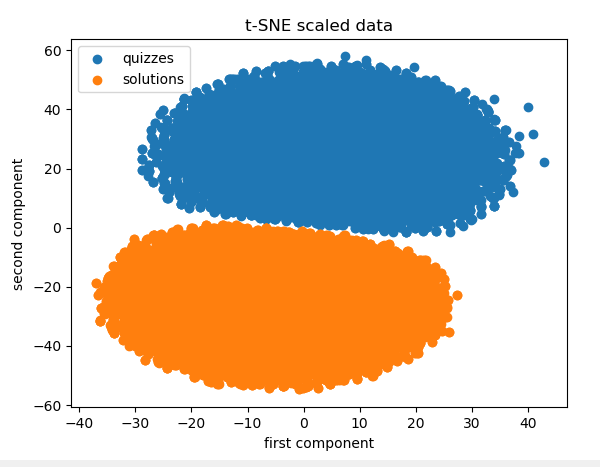 t-SNE scaled data
quizzes
solutions
60
40
20
0
−20
−40
−60
second component
−40 −30 −20 −10 0 10 20 30 40
first component